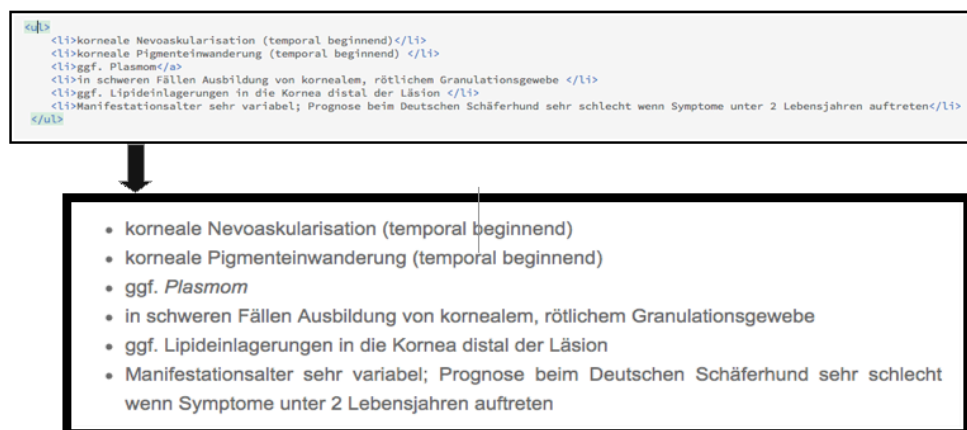 <ul>
<li>korneale Nevoaskularisation (temporal beginnend)</li>
<li>korneale Pigmenteinwanderung (temporal beginnend) </li>
<li>ggf. Plasmom</a>
<li>in schweren Fällen Ausbildung von kornealem, rötlichem Granulationsgewebe </li>
<li>ggf. Lipideinlagerungen in die Kornea distal der Läsion </li>
<li>Manifestationsalter sehr variabel; Prognose beim Deutschen Schäferhund sehr schlecht wenn Symptome unter 2 Lebensjahren auftreten</li>
</ul>
• korneale Nevoaskularisation (temporal beginnend)
• korneale Pigmenteinwanderung (temporal beginnend)
• ggf. Plasmom
• in schweren Fällen Ausbildung von kornealem, rötlichem Granulationsgewebe
• ggf. Lipideinlagerungen in die Kornea distal der Läsion
• Manifestationsalter sehr variabel; Prognose beim Deutschen Schäferhund sehr schlecht
wenn Symptome unter 2 Lebensjahren auftreten